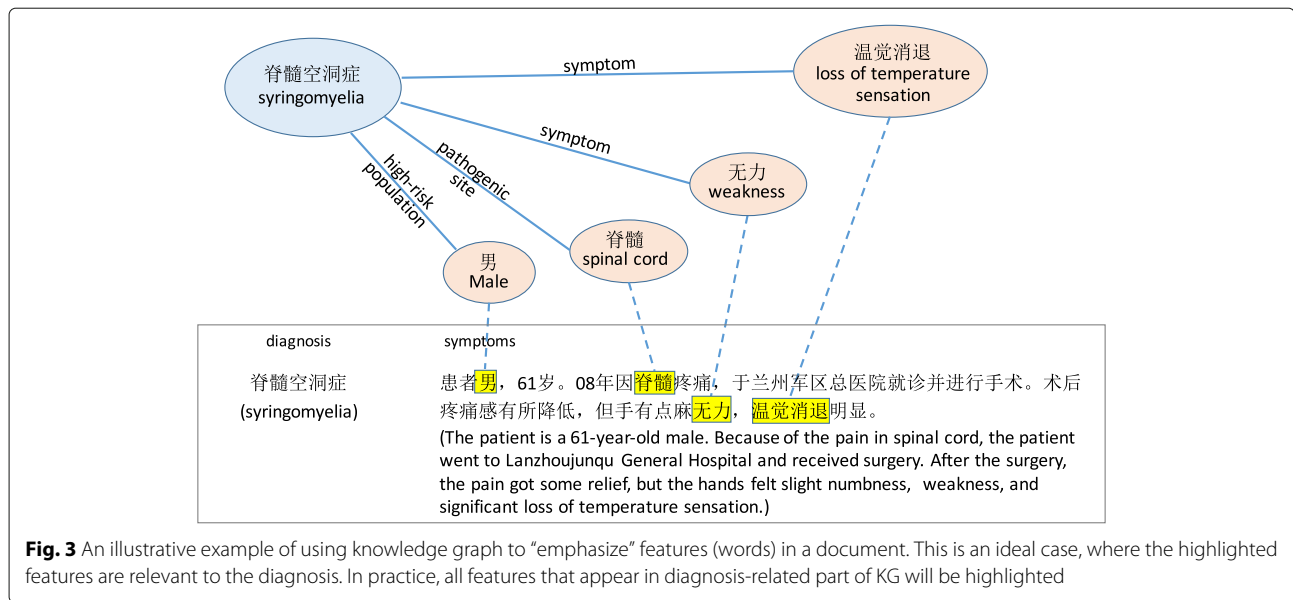 脊髓空洞症
syringomyelia
symptom
温觉消退
loss of temperature
sensation
symptom
无力
weakness
pathogenic
site
脊髓
spinal cord
high-risk
population
男
Male
diagnosis
symptoms
脊髓空洞症
(syringomyelia)
患者男，61岁。08年因脊髓疼痛，于兰州军区总医院就诊并进行手术。术后
疼痛感有所降低，但手有点麻无力，温觉消退明显。
(The patient is a 61-year-old male. Because of the pain in spinal cord, the patient
went to Lanzhoujunqu General Hospital and received surgery. After the surgery,
the pain got some relief, but the hands felt slight numbness, weakness, and
significant loss of temperature sensation.)
Fig. 3 An illustrative example of using knowledge graph to “emphasize” features (words) in a document. This is an ideal case, where the highlighted
features are relevant to the diagnosis. In practice, all features that appear in diagnosis-related part of KG will be highlighted